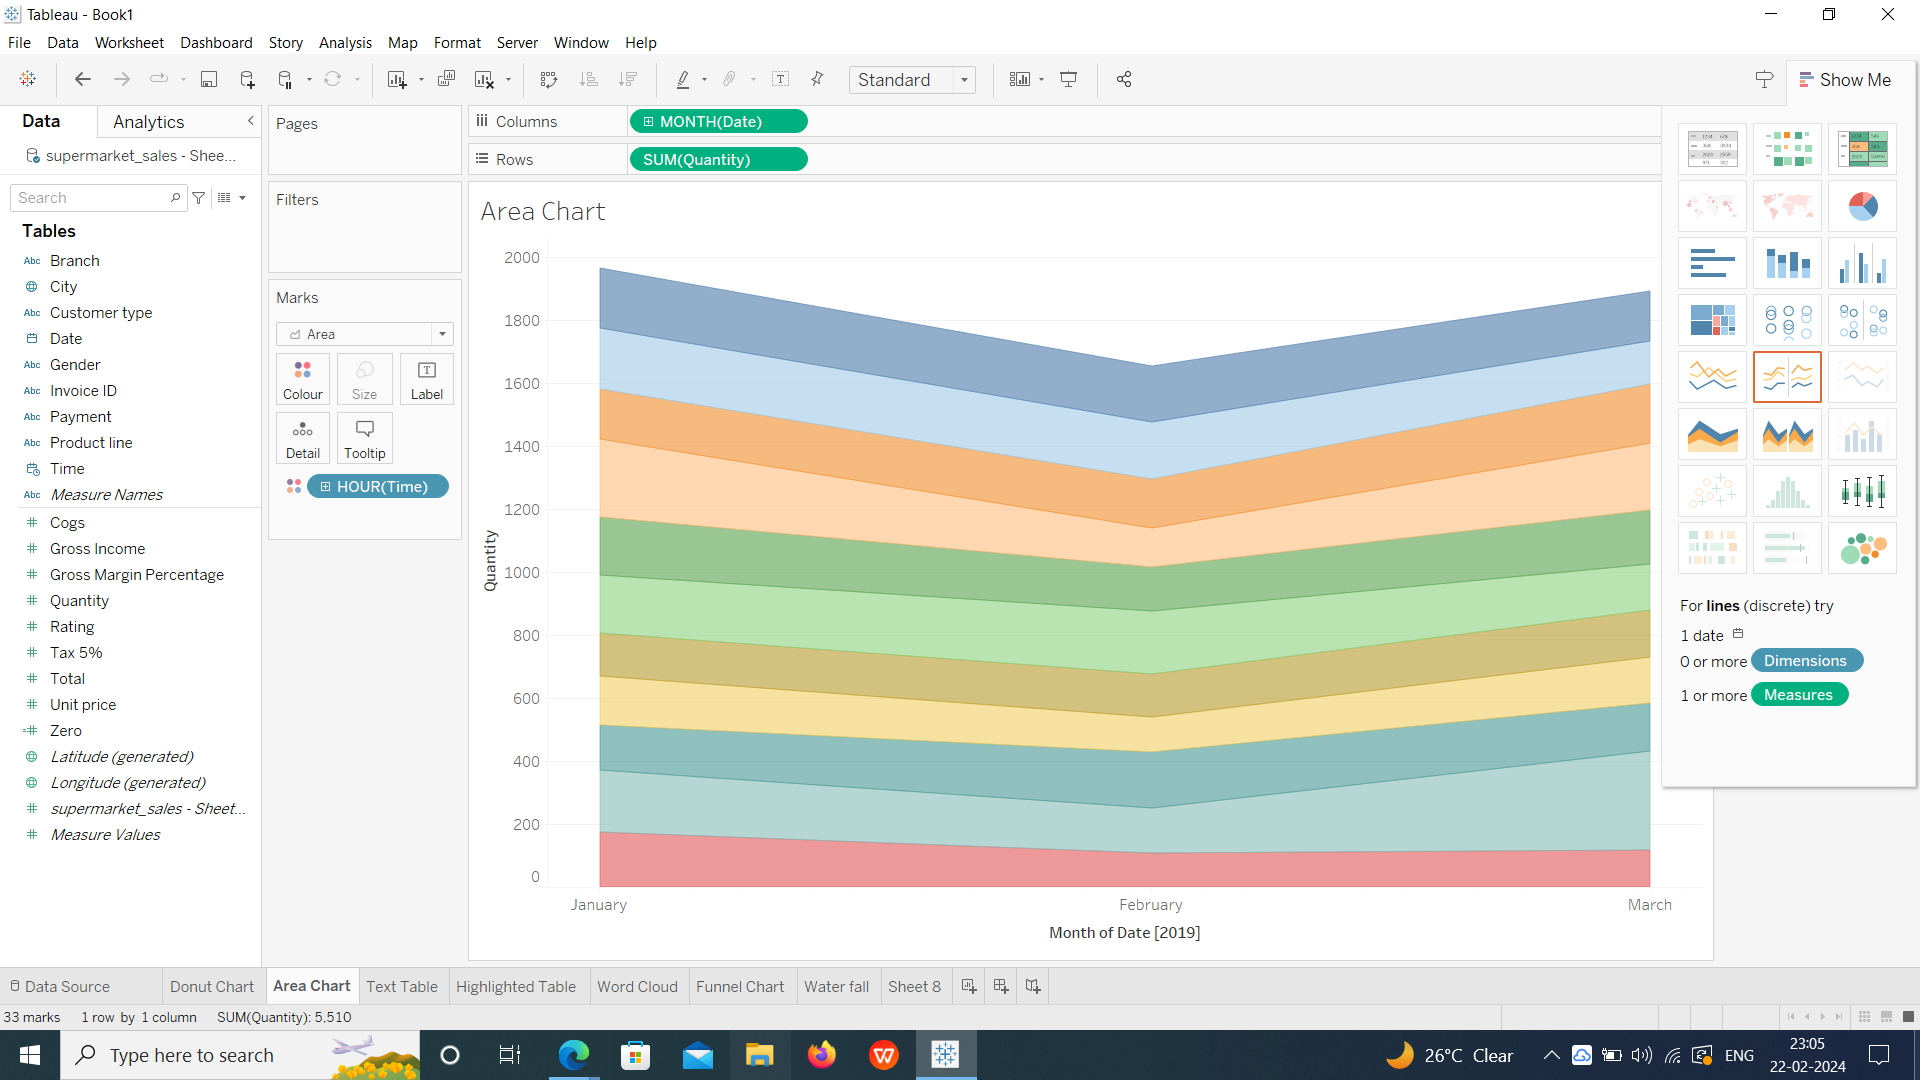 Tableau - Book1
File Data Worksheet Dashboard Story Analysis Map Format Server Window Help
Standard
Show Me
Data Analytics
supermarket_sales - Shee...
Search
Tables
Abc Branch
City
Abc Customer type
Date
Abc Gender
Abc Invoice ID
Abc Payment
Abc Product line
Time
Abc Measure Names
Cogs
Gross Income
Gross Margin Percentage
Quantity
Rating
Tax 5%
Total
Unit price
Zero
Latitude (generated)
Longitude (generated)
supermarket_sales - Sheet...
Measure Values
Pages
Filters
Marks
Area
Colour Size Label
Detail Tooltip
HOUR(Time)
Columns MONTH(Date)
Rows SUM(Quantity)
Area Chart
2000
1800
1600
1400
1200
1000
800
600
400
200
0
Quantity
January February March
Month of Date [2019]
For lines (discrete) try
1 date
0 or more Dimensions
1 or more Measures
Data Source Donut Chart Area Chart Text Table Highlighted Table Word Cloud Funnel Chart Water fall Sheet 8
33 marks 1 row by 1 column SUM(Quantity): 5,510
Type here to search
26°C Clear
ENG
23:05
22-02-2024